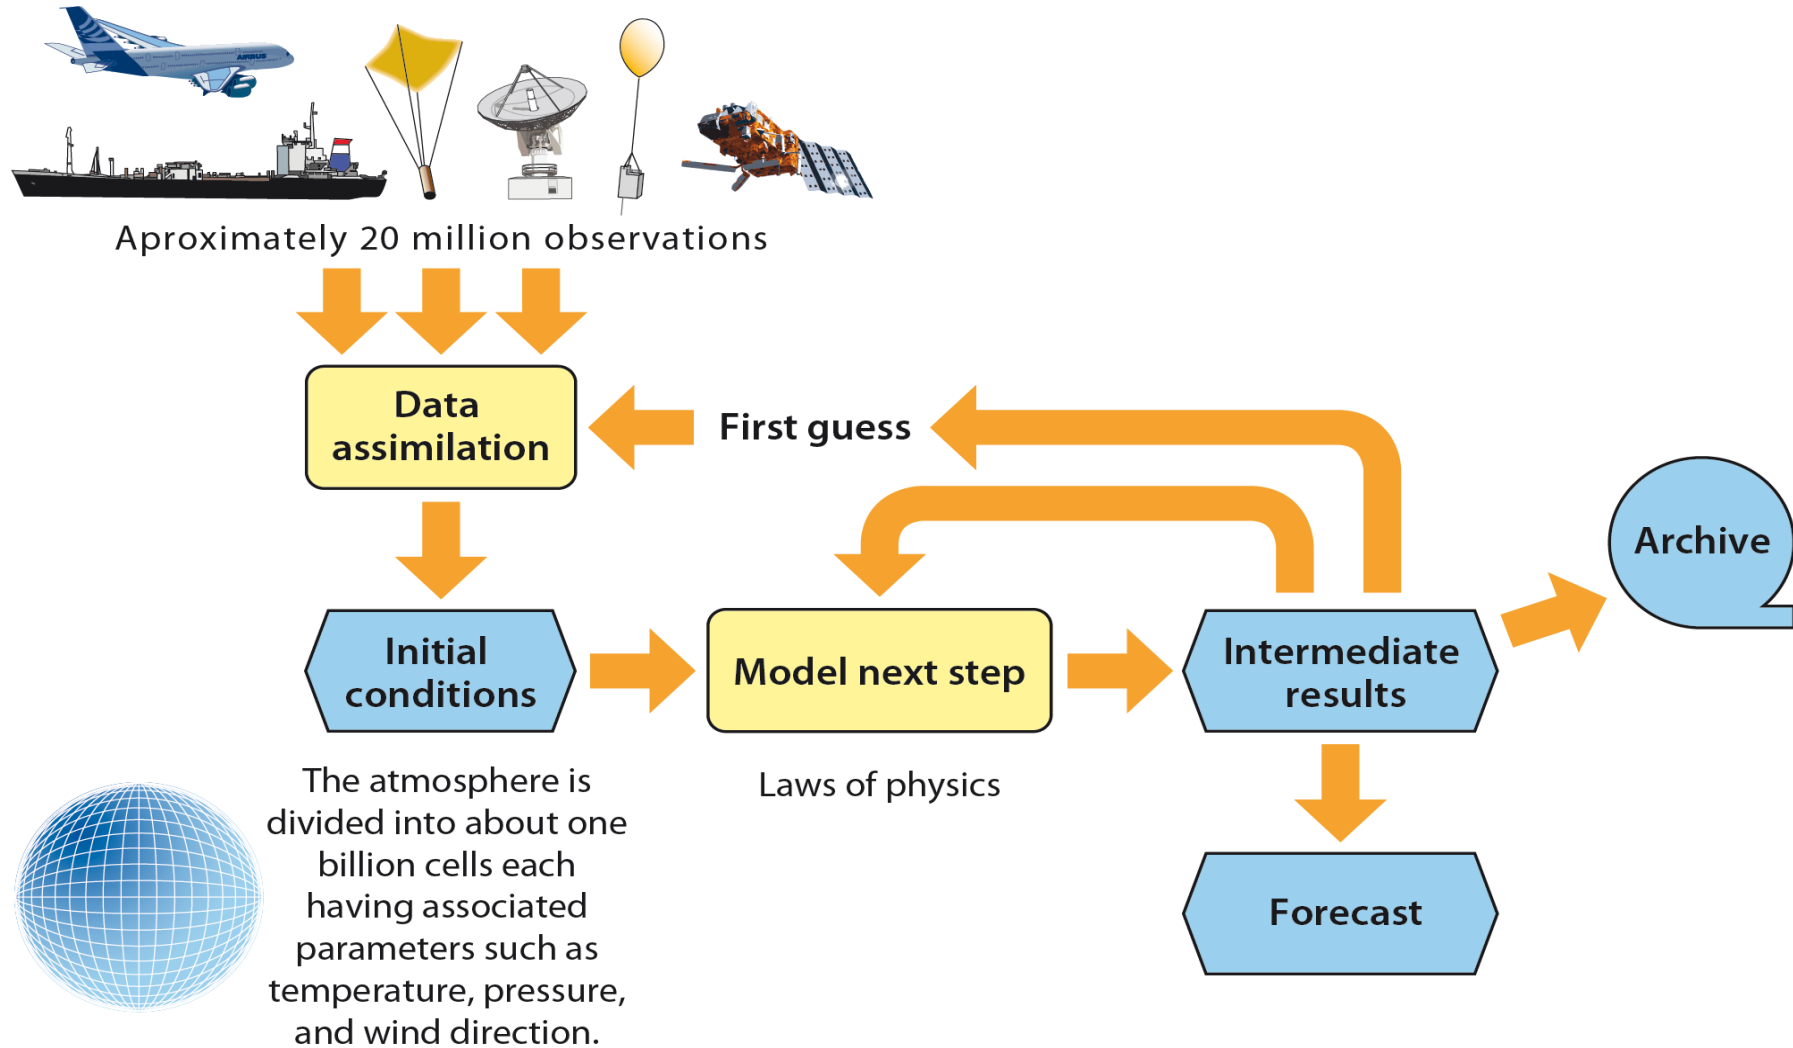 AIRBUS
Aproximately 20 million observations
Data
assimilation
First guess
Archive
Initial
conditions
Model next step
Intermediate
results
The atmosphere is
divided into about one
billion cells each
having associated
parameters such as
temperature, pressure,
and wind direction.
Laws of physics
Forecast